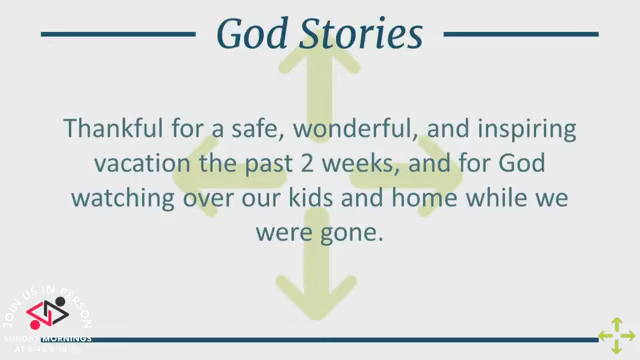 God Stories
Thankful for a safe, wonderful, and inspiring
vacation the past 2 weeks, and for God
watching over our kids and home while we
were gone.
JOIN US IN PERSON
SUNDAY MORNINGS